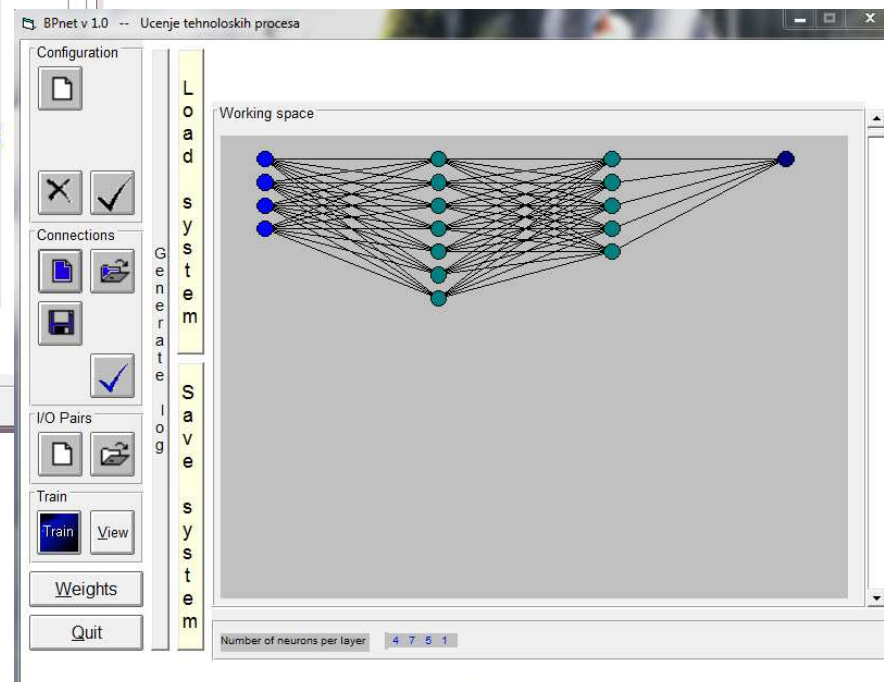 BPnet v 1.0 -- Ucenje tehnoloskih procesa
Configuration
Connections
I/O Pairs
Train
Train
View
Weights
Quit
Generate log
Load system
Save system
Working space
Number of neurons per layer
4 7 5 1